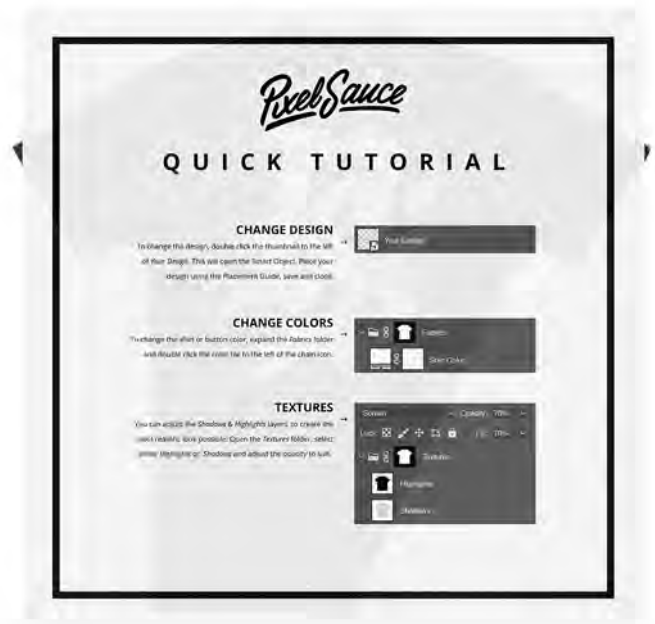 Pixel Sauce
QUICK TUTORIAL
CHANGE DESIGN
To change the design, double click the thumbnail to the left
of Your Design. This will open the Smart Object. Place your
design using the Placement Guide, save and close.
→
Your Design
CHANGE COLORS
To change the shirt or button color, expand the Fabrics folder
and double click the color tile to the left of the chain icon.
→
Fabrics
Shirt Color
TEXTURES
You can adjust the Shadows & Highlights layers, to create the
most realistic look possible. Open the Textures folder, select
either Highlights or Shadows and adjust the opacity to suit.
→
Screen Opacity: 70%
Lock: Fill: 70%
Textures
Highlights
Shadows